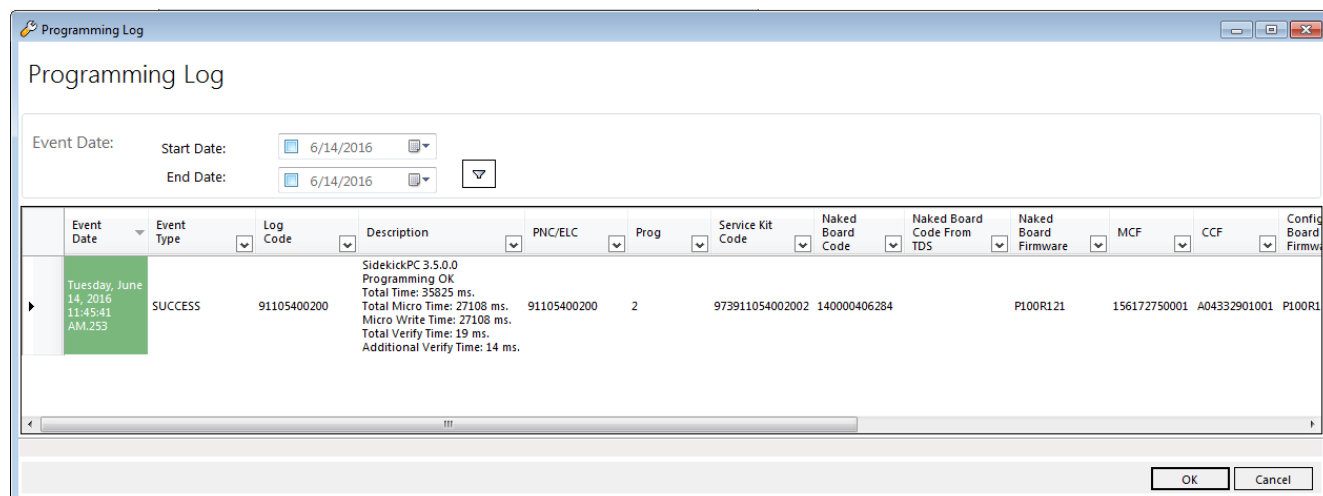 Programming Log
Programming Log
Event Date:
Start Date:
6/14/2016
End Date:
6/14/2016
Event Date
Event Type
Log Code
Description
PNC/ELC
Prog
Service Kit Code
Naked Board Code
Naked Board Code From TDS
Naked Board Firmware
MCF
CCF
Config Board Firmwa
Tuesday, June
14, 2016
11:45:41
AM.253
SUCCESS
91105400200
SidekickPC 3.5.0.0
Programming OK
Total Time: 35825 ms.
Total Micro Time: 27108 ms.
Micro Write Time: 27108 ms.
Total Verify Time: 19 ms.
Additional Verify Time: 14 ms.
91105400200
2
973911054002002
140000406284
P100R121
156172750001
A04332901001
P100R1
OK
Cancel